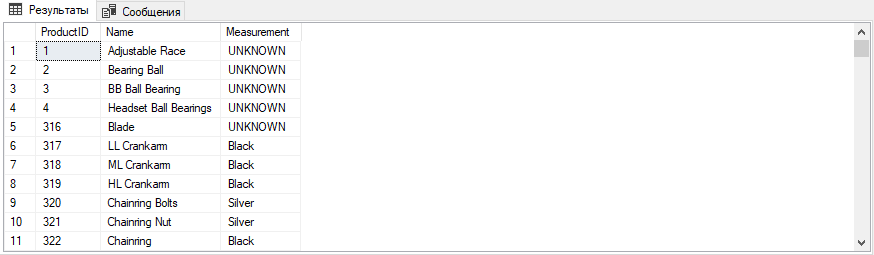 Результаты Сообщения
ProductID Name Measurement
1 1 Adjustable Race UNKNOWN
2 2 Bearing Ball UNKNOWN
3 3 BB Ball Bearing UNKNOWN
4 4 Headset Ball Bearings UNKNOWN
5 316 Blade UNKNOWN
6 317 LL Crankarm Black
7 318 ML Crankarm Black
8 319 HL Crankarm Black
9 320 Chainring Bolts Silver
10 321 Chainring Nut Silver
11 322 Chainring Black